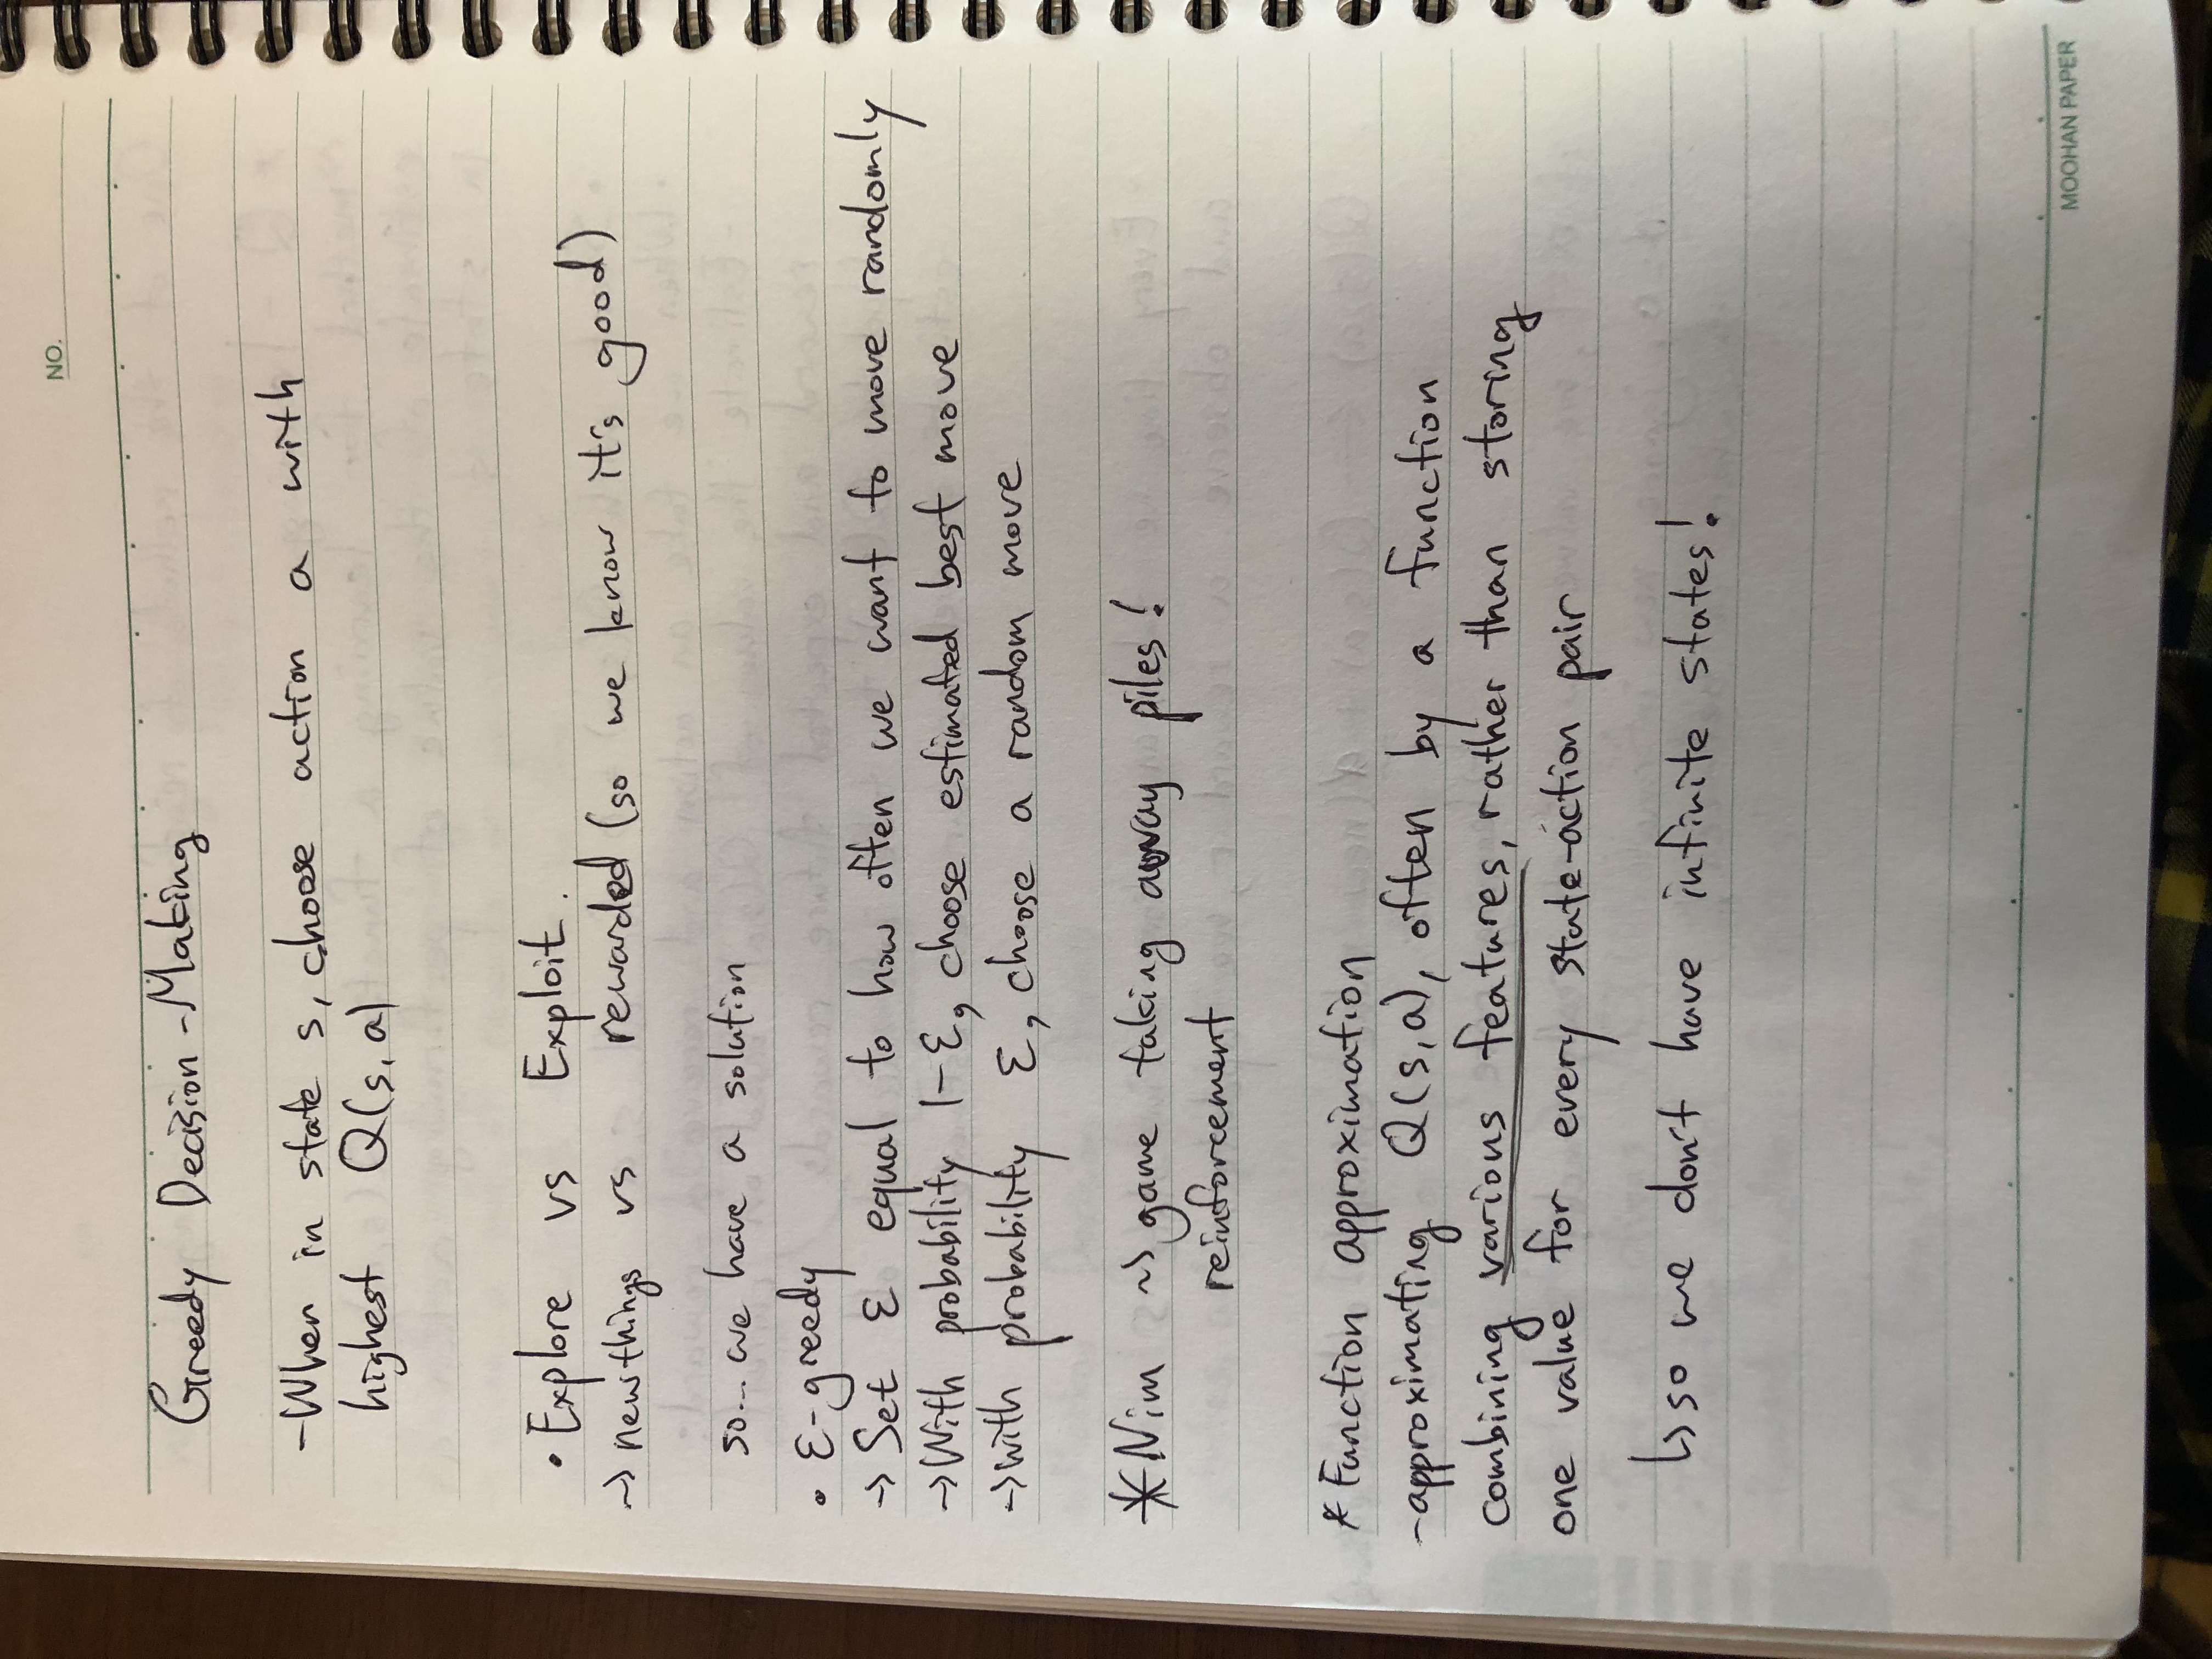 NO.
Greedy Decision-Making
-When in state s, choose action a with
highest Q(s,a)
• Explore vs Exploit.
~> new things vs rewarded (so we know it's good)
so... we have a solution
• ε-greedy
-> Set ε equal to how often we want to move randomly
-> With probability 1-ε, choose estimated best move
-> with probability ε, choose a random move
*Nim ~> game taking away piles!
reinforcement
* Function approximation
-approximating Q(s,a), often by a function
combining various features, rather than storing
one value for every state-action pair
↳ so we don't have infinite states!
MOOHAN PAPER